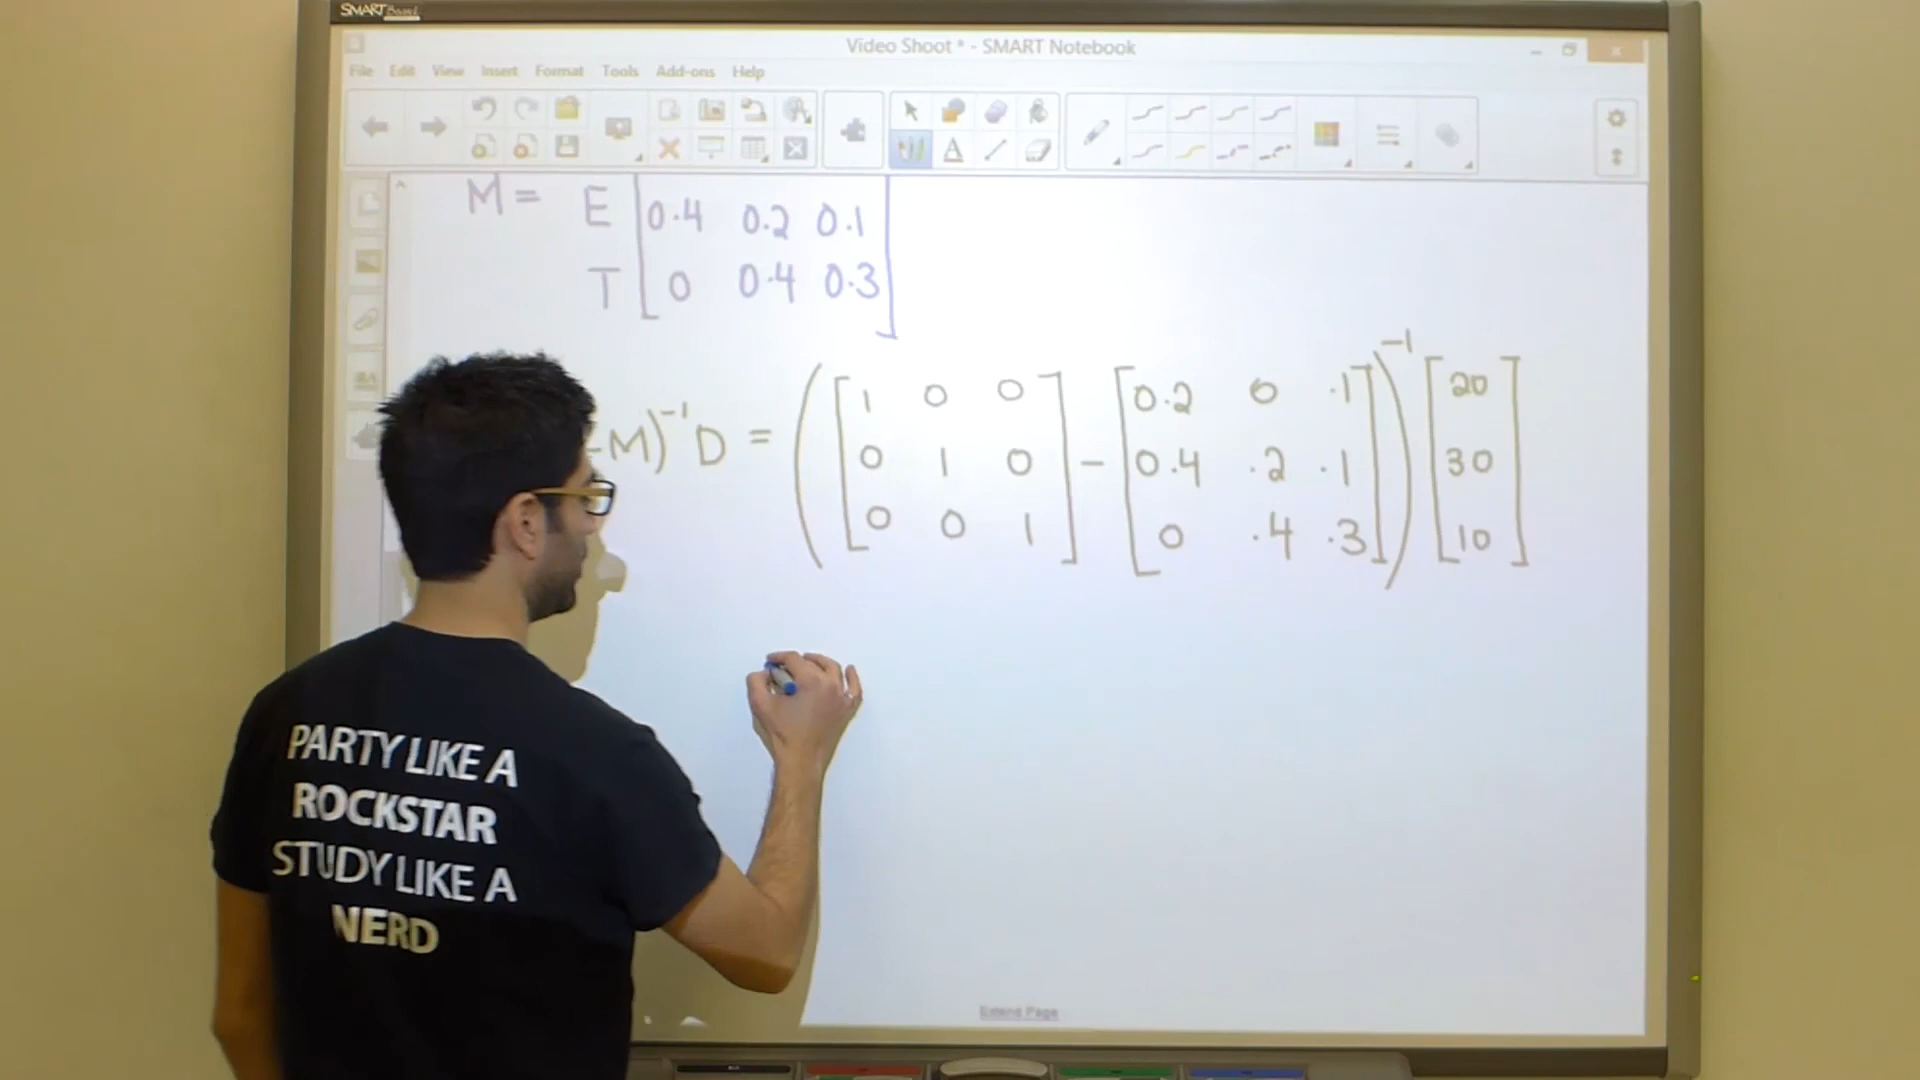 SMART Board
Video Shoot * - SMART Notebook
File Edit View Insert Format Tools Add-ons Help
M = E 0.4 0.2 0.1
T 0 0.4 0.3
-M)⁻¹D = ([1 0 0] - [0.2 0 .1])⁻¹ [20]
0 1 0 0.4 .2 .1 30
0 0 1 0 .4 .3 10
PARTY LIKE A
ROCKSTAR
STUDY LIKE A
NERD
Extend Page